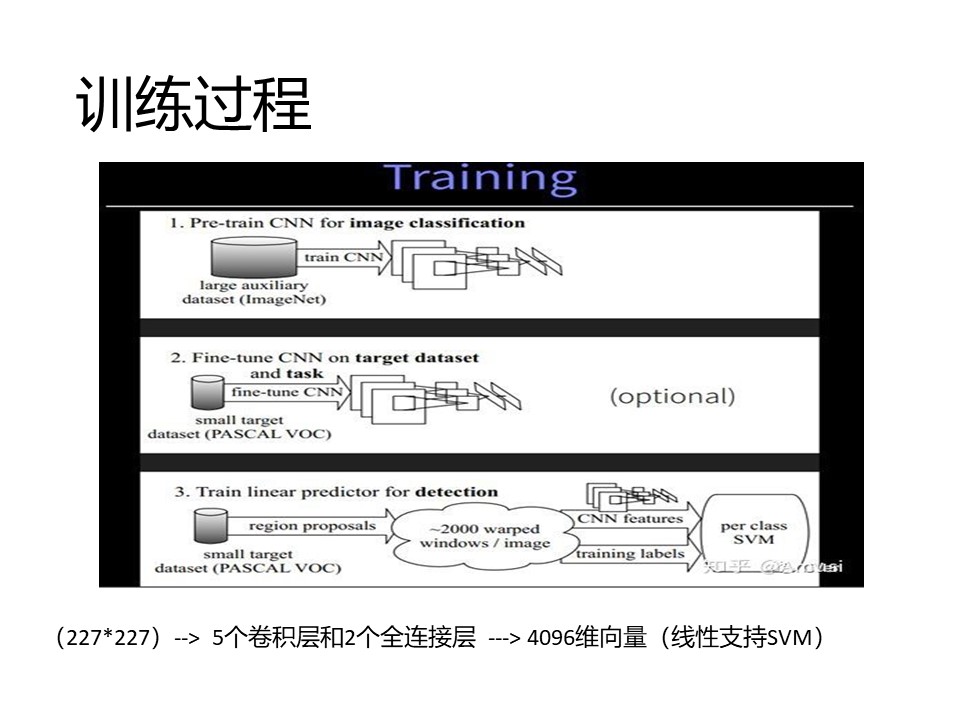 训练过程
Training
1. Pre-train CNN for image classification
train CNN
large auxiliary
dataset (ImageNet)
2. Fine-tune CNN on target dataset
and task
fine-tune CNN
(optional)
small target
dataset (PASCAL VOC)
3. Train linear predictor for detection
region proposals
~2000 warped
windows / image
CNN features
training labels
per class
SVM
small target
dataset (PASCAL VOC)
知乎
（227*227）--> 5个卷积层和2个全连接层 ---> 4096维向量（线性支持SVM）